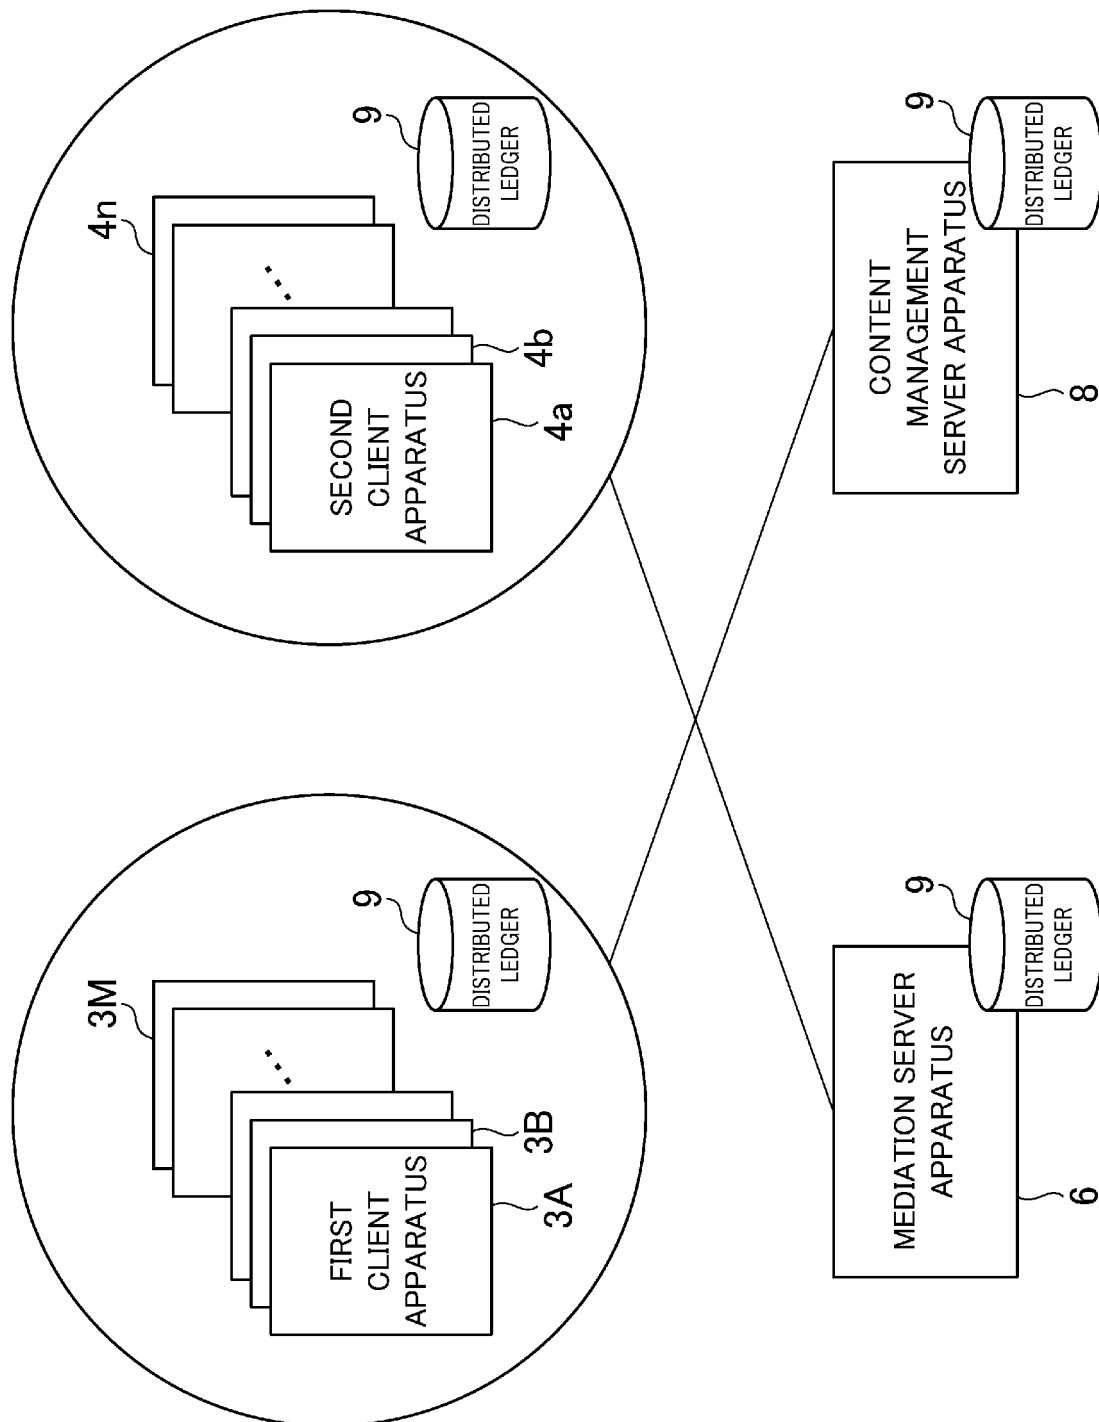 3M
FIRST
CLIENT
APPARATUS
3B
3A
9
DISTRIBUTED
LEDGER
4n
SECOND
CLIENT
APPARATUS
4b
4a
9
DISTRIBUTED
LEDGER
MEDIATION SERVER
APPARATUS
6
9
DISTRIBUTED
LEDGER
CONTENT
MANAGEMENT
SERVER APPARATUS
8
9
DISTRIBUTED
LEDGER